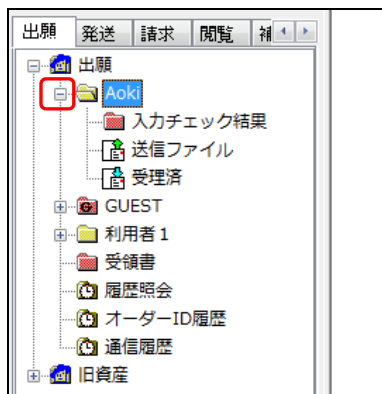 出願 発送 請求 閲覧 補
出願
Aoki
入力チェック結果
送信ファイル
受理済
GUEST
利用者1
受領書
履歴照会
オーダーID履歴
通信履歴
旧資産